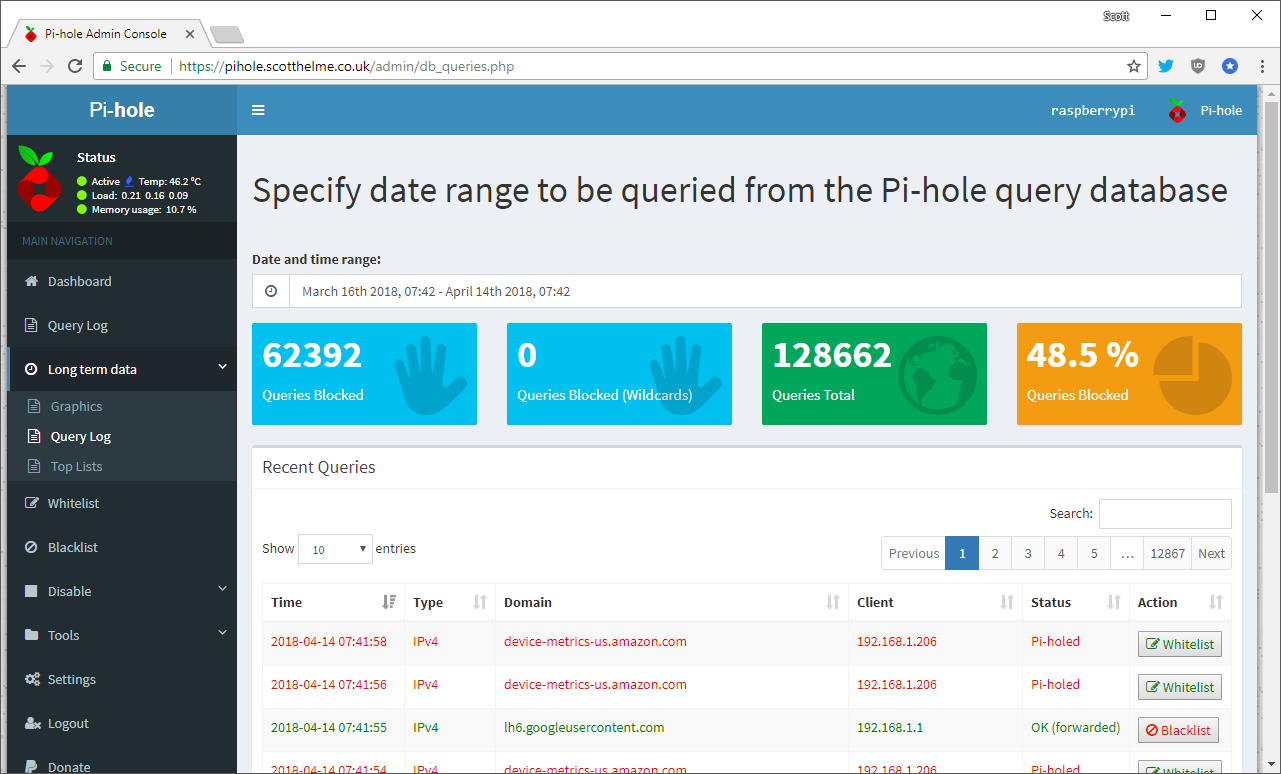 Scott
Pi-hole Admin Console
Secure https://pihole.scotthelme.co.uk/admin/db_queries.php
Pi-hole
raspberrypi Pi-hole
Status
Active Temp: 46.2 °C
Load: 0.21 0.16 0.09
Memory usage: 10.7 %
MAIN NAVIGATION
Dashboard
Query Log
Long term data
Graphics
Query Log
Top Lists
Whitelist
Blacklist
Disable
Tools
Settings
Logout
Donate
Specify date range to be queried from the Pi-hole query database
Date and time range:
March 16th 2018, 07:42 - April 14th 2018, 07:42
62392
Queries Blocked
0
Queries Blocked (Wildcards)
128662
Queries Total
48.5 %
Queries Blocked
Recent Queries
Search:
Show 10 entries
Previous 1 2 3 4 5 … 12867 Next
Time Type Domain Client Status Action
2018-04-14 07:41:58 IPv4 device-metrics-us.amazon.com 192.168.1.206 Pi-holed Whitelist
2018-04-14 07:41:56 IPv4 device-metrics-us.amazon.com 192.168.1.206 Pi-holed Whitelist
2018-04-14 07:41:55 IPv4 lh6.googleusercontent.com 192.168.1.1 OK (forwarded) Blacklist
2018-04-14 07:41:54 IPv4 device-metrics-us.amazon.com 192.168.1.206 Pi-holed Whitelist